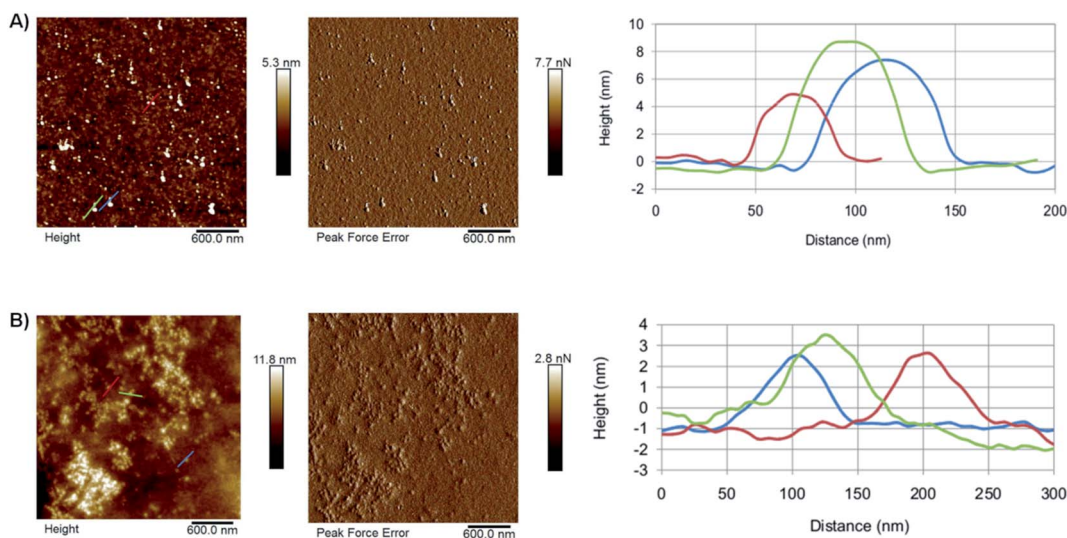 A)
5.3 nm
7.7 nN
Height
600.0 nm
Peak Force Error
600.0 nm
Height (nm)
10
8
6
4
2
0
-2
0 50 100 150 200
Distance (nm)
B)
11.8 nm
2.8 nN
Height
600.0 nm
Peak Force Error
600.0 nm
Height (nm)
4
3
2
1
0
-1
-2
-3
0 50 100 150 200 250 300
Distance (nm)